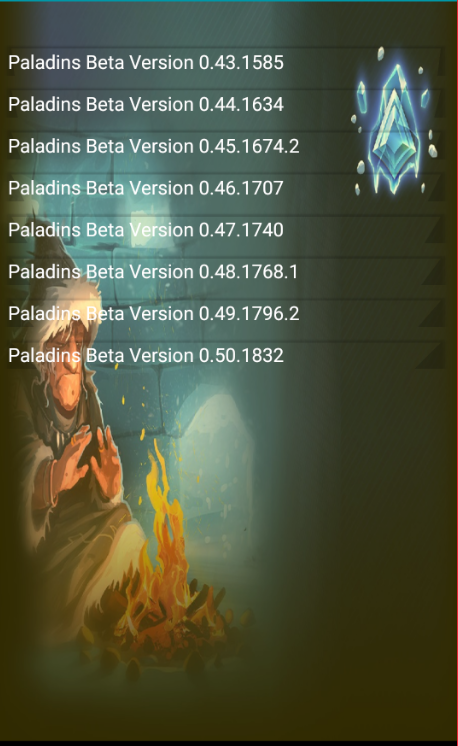 Paladins Beta Version 0.43.1585
Paladins Beta Version 0.44.1634
Paladins Beta Version 0.45.1674.2
Paladins Beta Version 0.46.1707
Paladins Beta Version 0.47.1740
Paladins Beta Version 0.48.1768.1
Paladins Beta Version 0.49.1796.2
Paladins Beta Version 0.50.1832